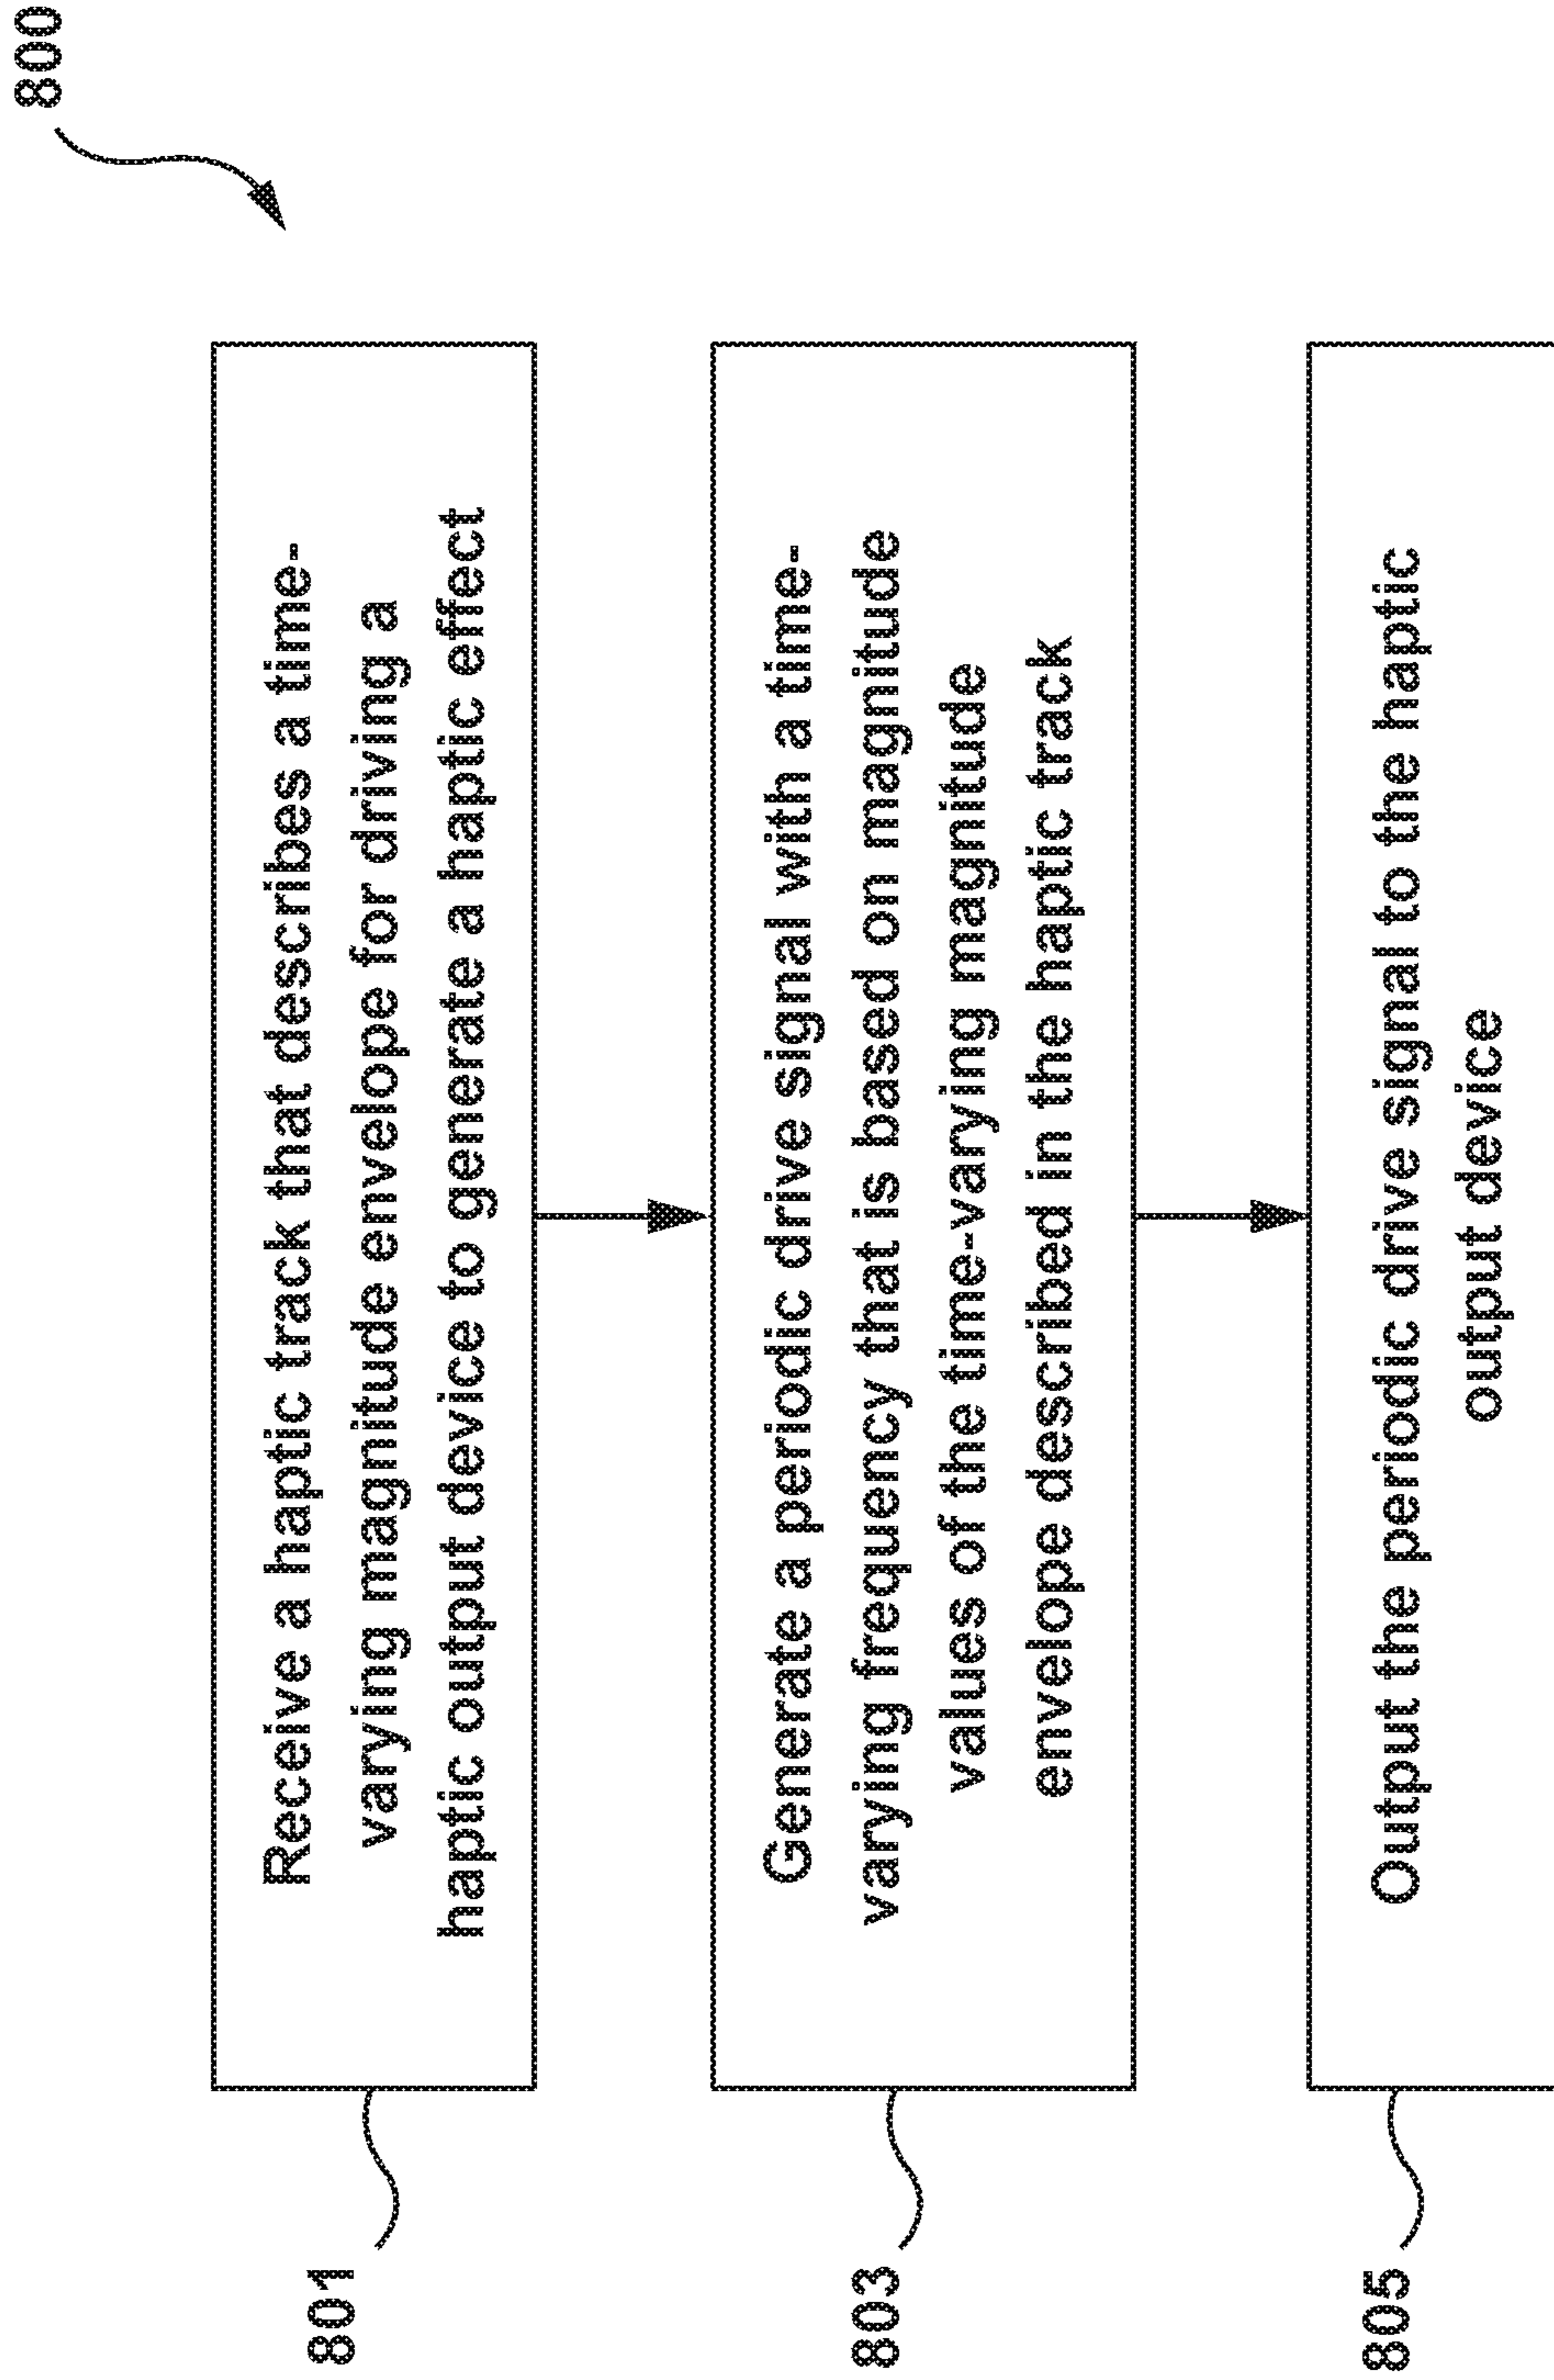 800
801
Receive a haptic track that describes a time-
varying magnitude envelope for driving a
haptic output device to generate a haptic effect
803
Generate a periodic drive signal with a time-
varying frequency that is based on magnitude
values of the time-varying magnitude
envelope described in the haptic track
805
Output the periodic drive signal to the haptic
output device